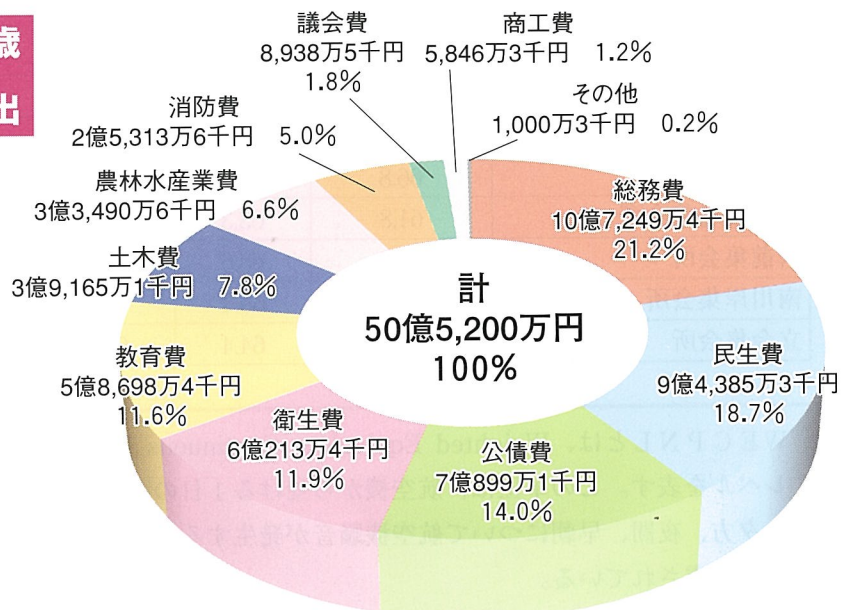 歳
出
議会費
8,938万5千円
1.8%
商工費
5,846万3千円 1.2%
その他
1,000万3千円 0.2%
消防費
2億5,313万6千円 5.0%
農林水産業費
3億3,490万6千円 6.6%
土木費
3億9,165万1千円 7.8%
教育費
5億8,698万4千円
11.6%
衛生費
6億213万4千円
11.9%
公債費
7億899万1千円
14.0%
民生費
9億4,385万3千円
18.7%
総務費
10億7,249万4千円
21.2%
計
50億5,200万円
100%